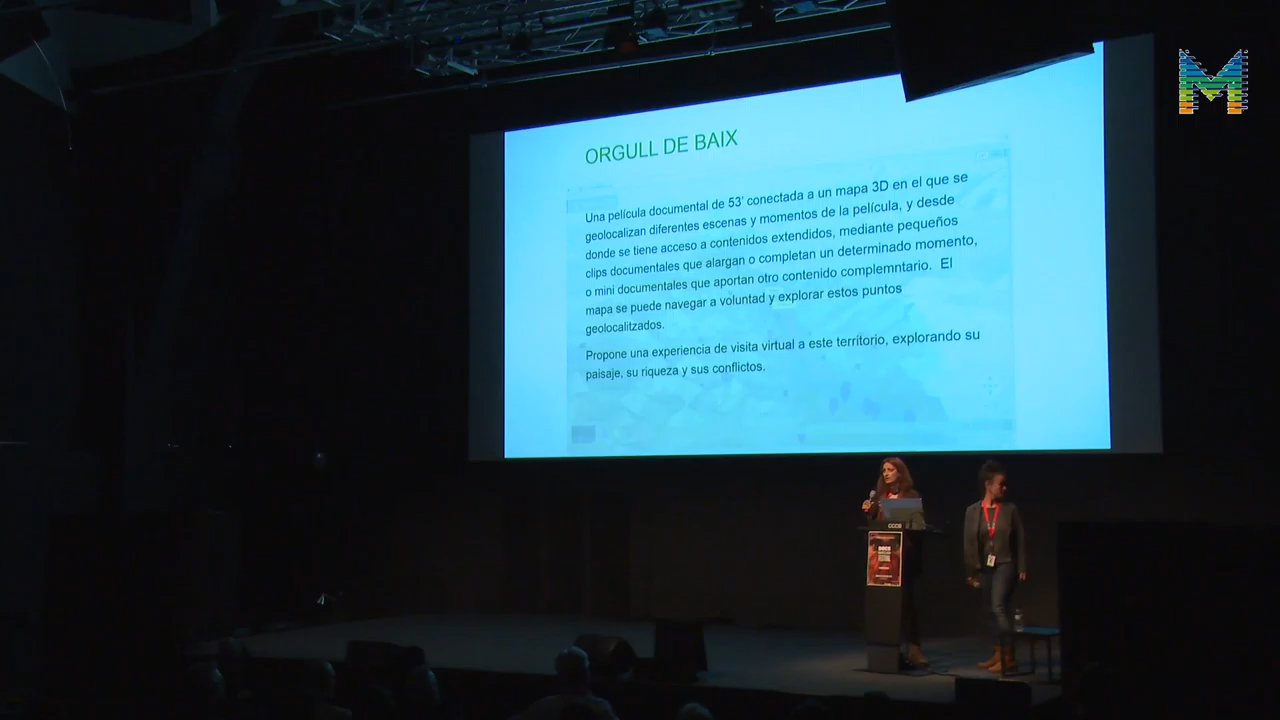 ORGULL DE BAIX
Una película documental de 53' conectada a un mapa 3D en el que se
geolocalizan diferentes escenas y momentos de la película, y desde
donde se tiene acceso a contenidos extendidos, mediante pequeños
clips documentales que alargan o completan un determinado momento,
o mini documentales que aportan otro contenido complemntario. El
mapa se puede navegar a voluntad y explorar estos puntos
geolocalitzados.
Propone una experiencia de visita virtual a este territorio, explorando su
paisaje, su riqueza y sus conflictos.
M
CCCB
DOCS